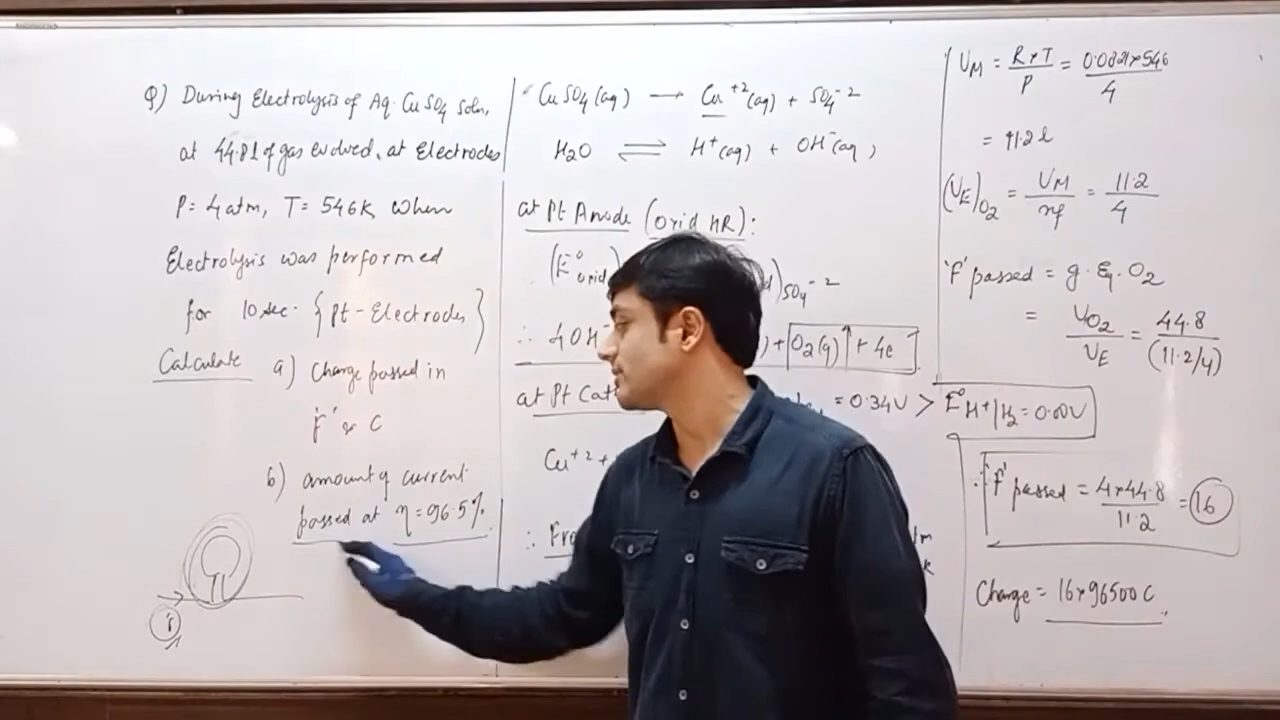 Q) During Electrolysis of Aq. CuSO4 Soln,
at 44.8 l of gas evolved, at Electrodes
P = 4 atm, T = 546 K, When
Electrolysis was performed
for 10 sec. {Pt-Electrodes}
Calculate a) Charge passed in
'F' or C
b) amount of current
passed at η = 96.5%.
i
CuSO4 (aq) → Cu+2 (aq) + SO4-2
H2O ⇌ H+(aq) + OH-(aq)
at Pt Anode (Oxid nR):
(E°oxid) SO4-2
∴ 4OH- + O2(g)↑ + 4e
at Pt Cat = 0.34V > E°H+/H2 = 0.00V
Cu+2 +
∴ Fro
VM = R×T/P = 0.0821×546/4
= 11.2 l
(VE)O2 = VM/nf = 11.2/4
'F' passed = g. Eq. O2
= VO2/VE = 44.8/(11.2/4)
∴ 'F' passed = 4×44.8/11.2 = 16
Charge = 16×96500 C